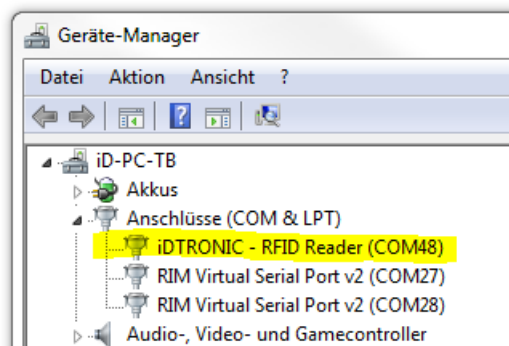 Geräte-Manager
Datei Aktion Ansicht ?
iD-PC-TB
Akkus
Anschlüsse (COM & LPT)
iDTRONIC - RFID Reader (COM48)
RIM Virtual Serial Port v2 (COM27)
RIM Virtual Serial Port v2 (COM28)
Audio-, Video- und Gamecontroller